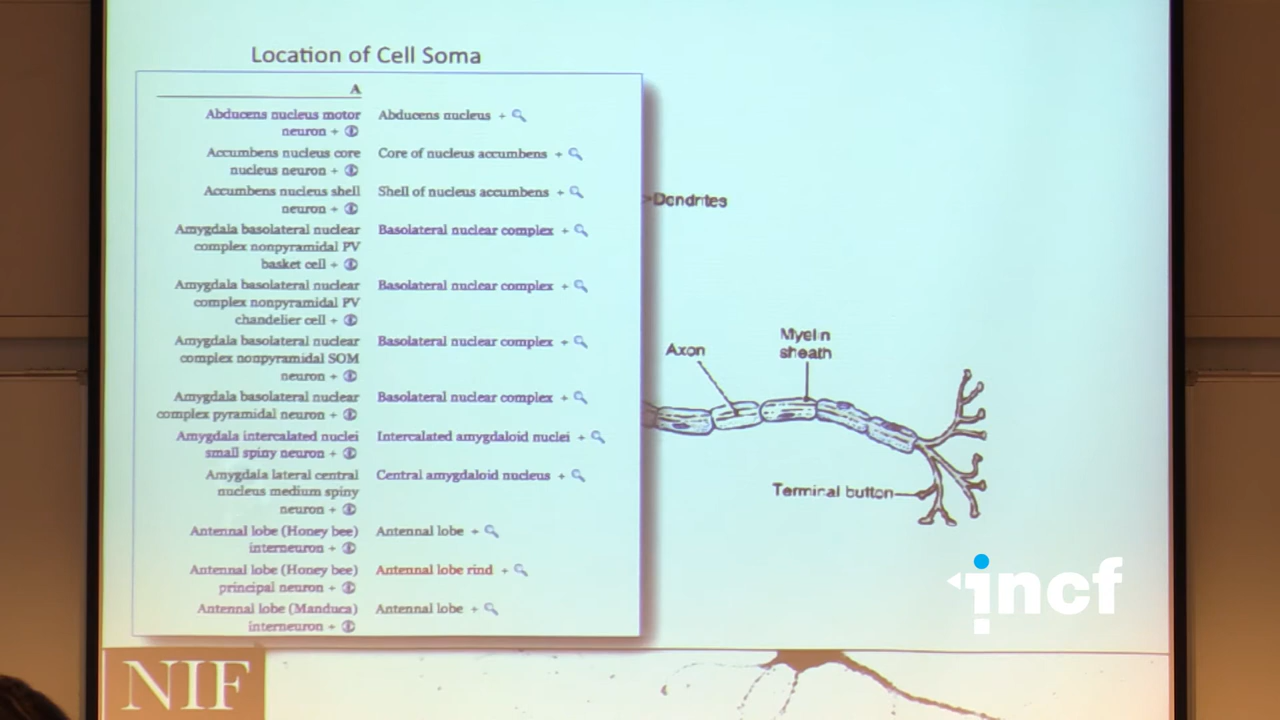 Location of Cell Soma
A
Abducens nucleus motor
neuron +
Abducens nucleus +
Accumbens nucleus core
nucleus neuron +
Core of nucleus accumbens +
Accumbens nucleus shell
neuron +
Shell of nucleus accumbens +
Amygdala basolateral nuclear
complex nonpyramidal PV
basket cell +
Basolateral nuclear complex +
Amygdala basolateral nuclear
complex nonpyramidal PV
chandelier cell +
Basolateral nuclear complex +
Amygdala basolateral nuclear
complex nonpyramidal SOM
neuron +
Basolateral nuclear complex +
Amygdala basolateral nuclear
complex pyramidal neuron +
Basolateral nuclear complex +
Amygdala intercalated nuclei
small spiny neuron +
Intercalated amygdaloid nuclei +
Amygdala lateral central
nucleus medium spiny
neuron +
Central amygdaloid nucleus +
Antennal lobe (Honey bee)
interneuron +
Antennal lobe +
Antennal lobe (Honey bee)
principal neuron +
Antennal lobe rind +
Antennal lobe (Manduca)
interneuron +
Antennal lobe +
Dendrites
Axon
Myelin
sheath
Terminal button
incf
NIF